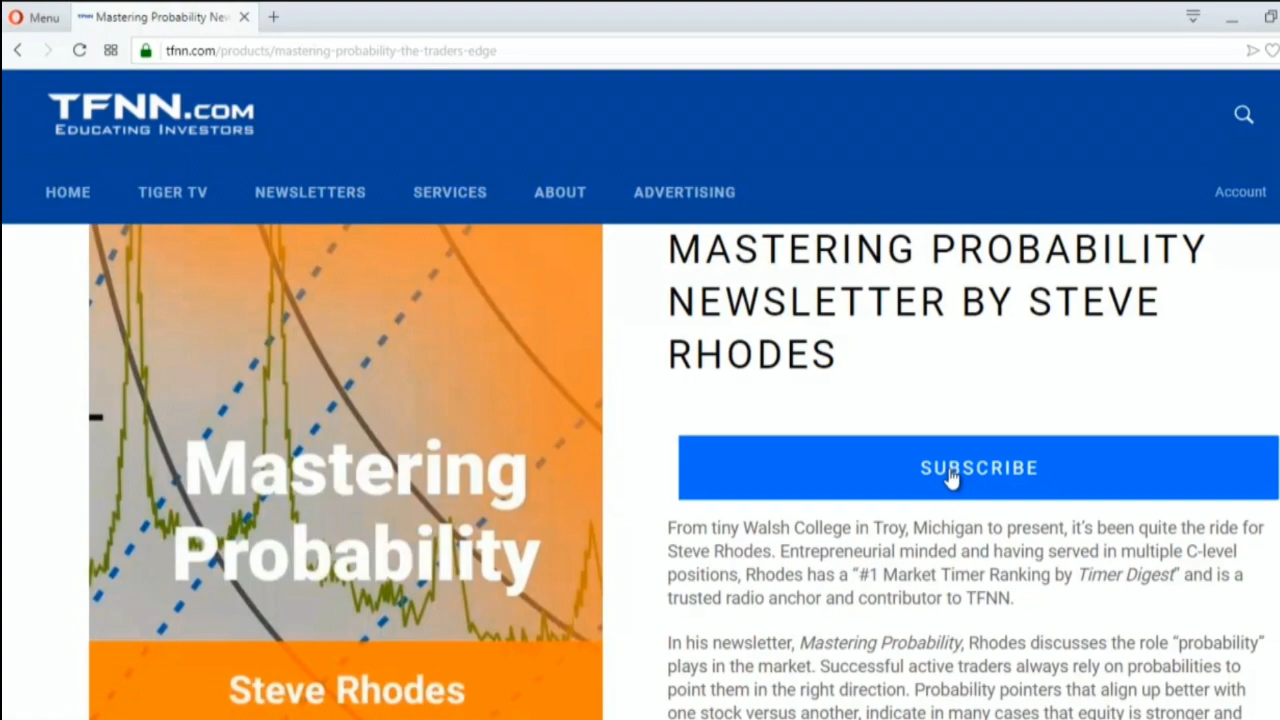 Menu
Mastering Probability New
tfnn.com/products/mastering-probability-the-traders-edge
TFNN.COM
EDUCATING INVESTORS
HOME TIGER TV NEWSLETTERS SERVICES ABOUT ADVERTISING Account
Mastering
Probability
Steve Rhodes
MASTERING PROBABILITY
NEWSLETTER BY STEVE
RHODES
SUBSCRIBE
From tiny Walsh College in Troy, Michigan to present, it's been quite the ride for
Steve Rhodes. Entrepreneurial minded and having served in multiple C-level
positions, Rhodes has a “#1 Market Timer Ranking by Timer Digest” and is a
trusted radio anchor and contributor to TFNN.
In his newsletter, Mastering Probability, Rhodes discusses the role “probability”
plays in the market. Successful active traders always rely on probabilities to
point them in the right direction. Probability pointers that align up better with
one stock versus another, indicate in many cases that equity is stronger and